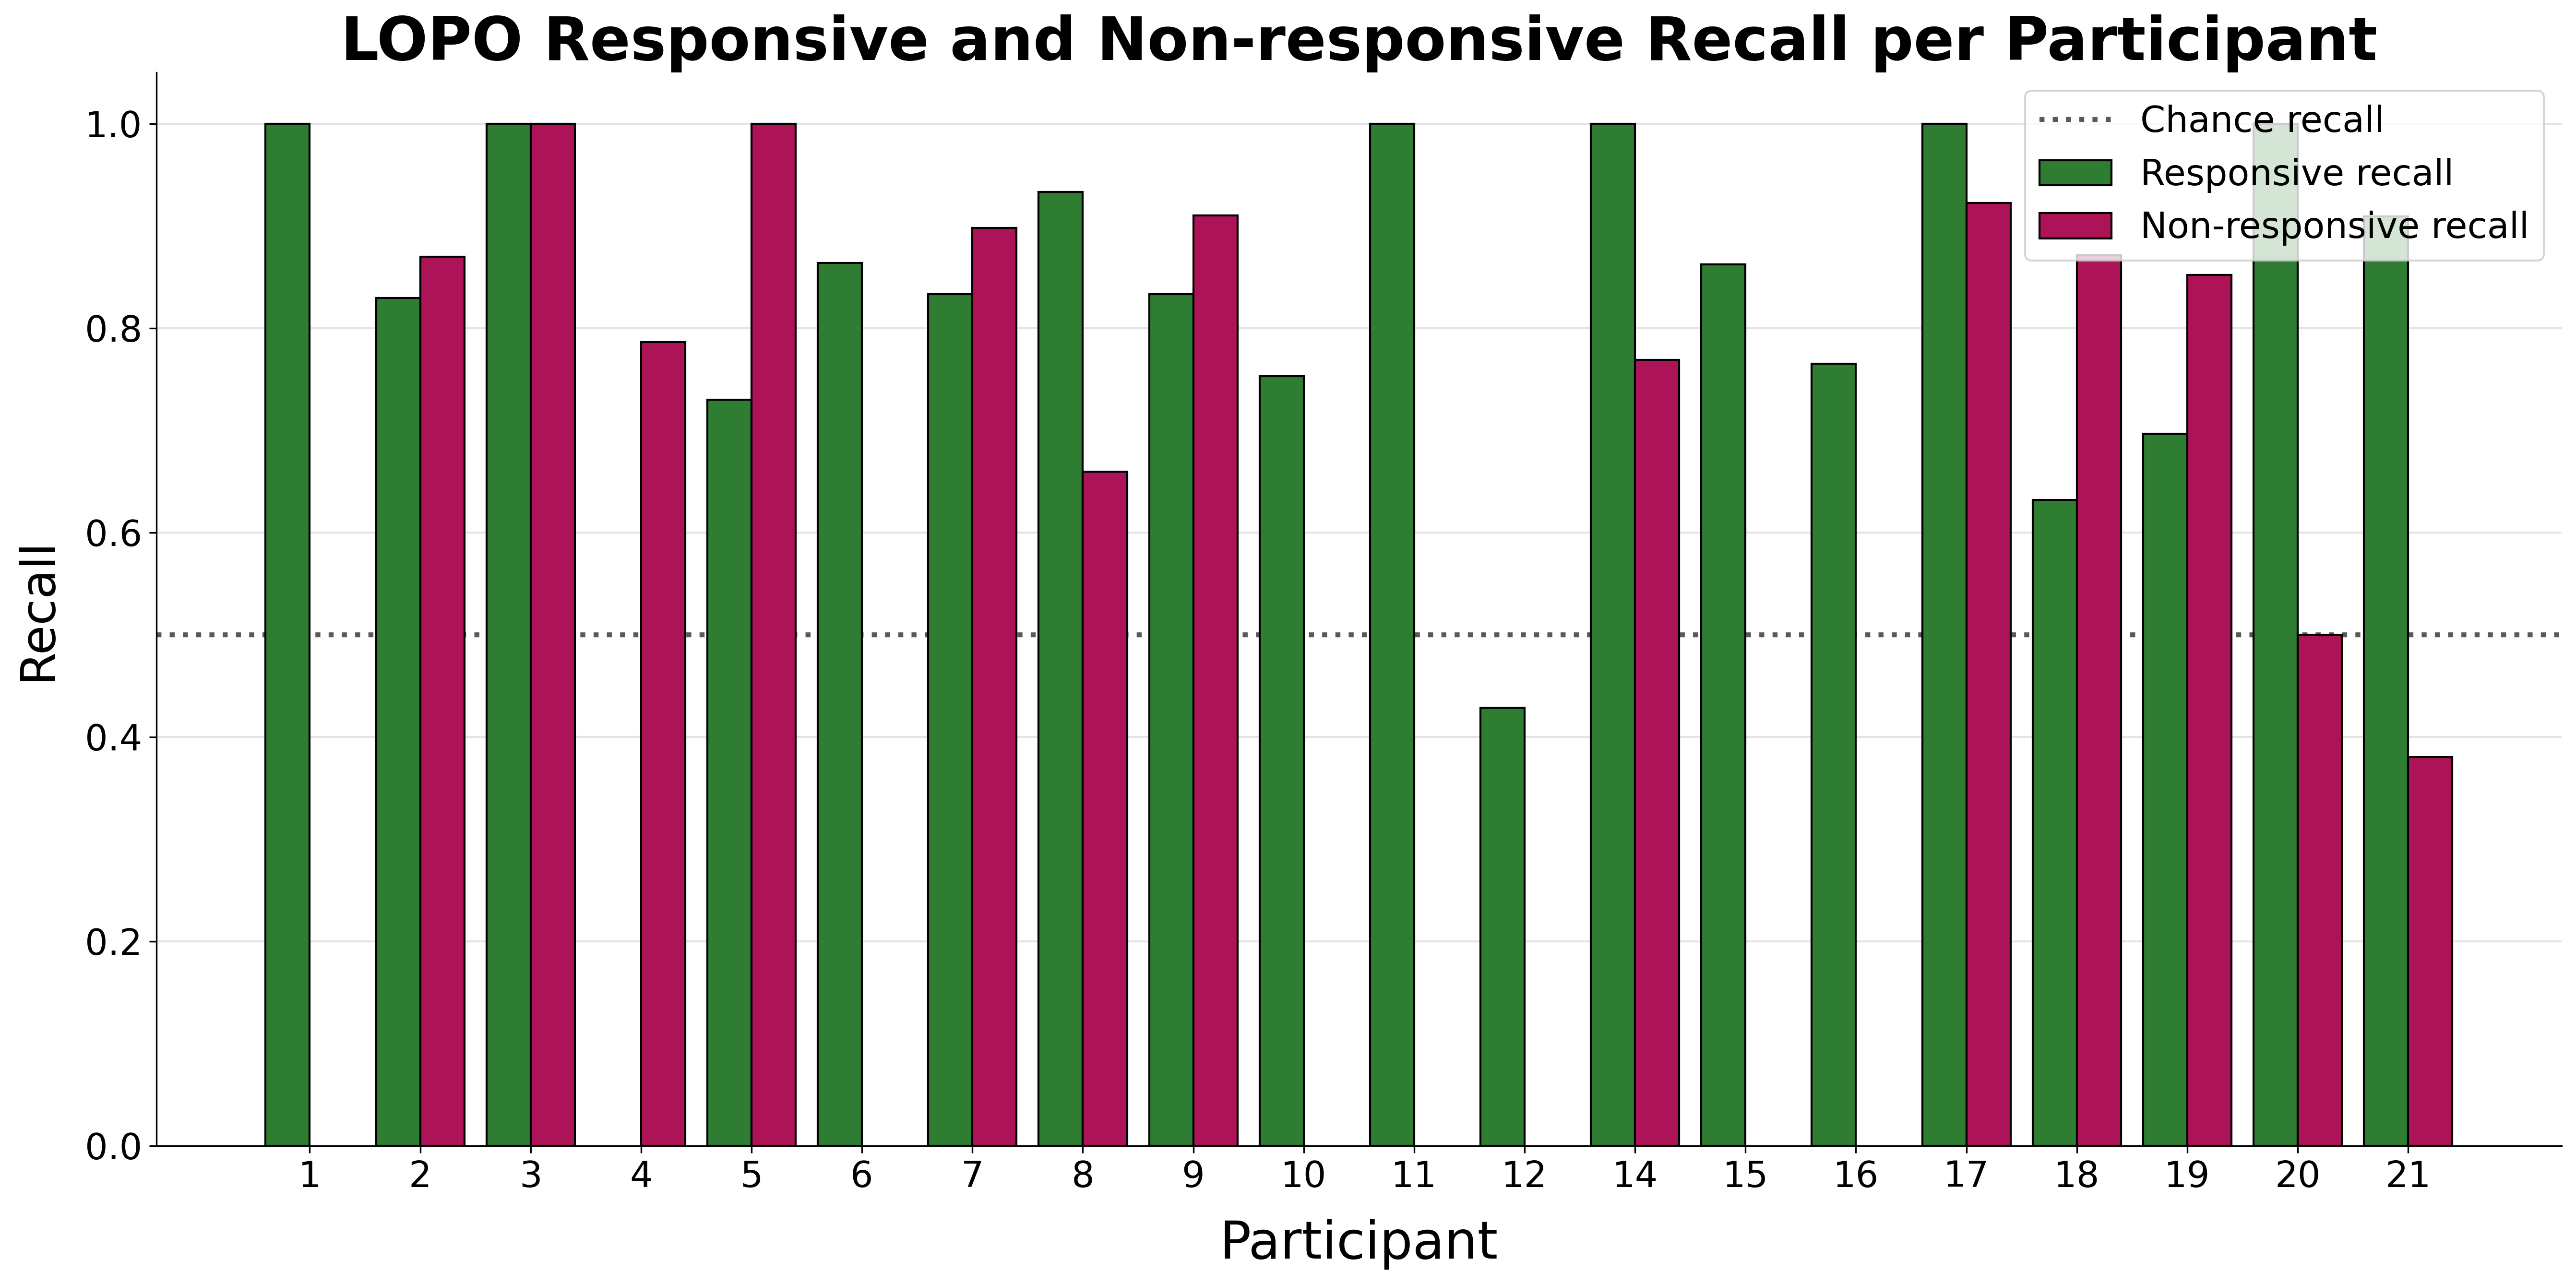 LOPO Responsive and Non-responsive Recall per Participant
Chance recall
Responsive recall
Non-responsive recall
1.0
0.8
0.6
0.4
0.2
0.0
Recall
1 2 3 4 5 6 7 8 9 10 11 12 14 15 16 17 18 19 20 21
Participant